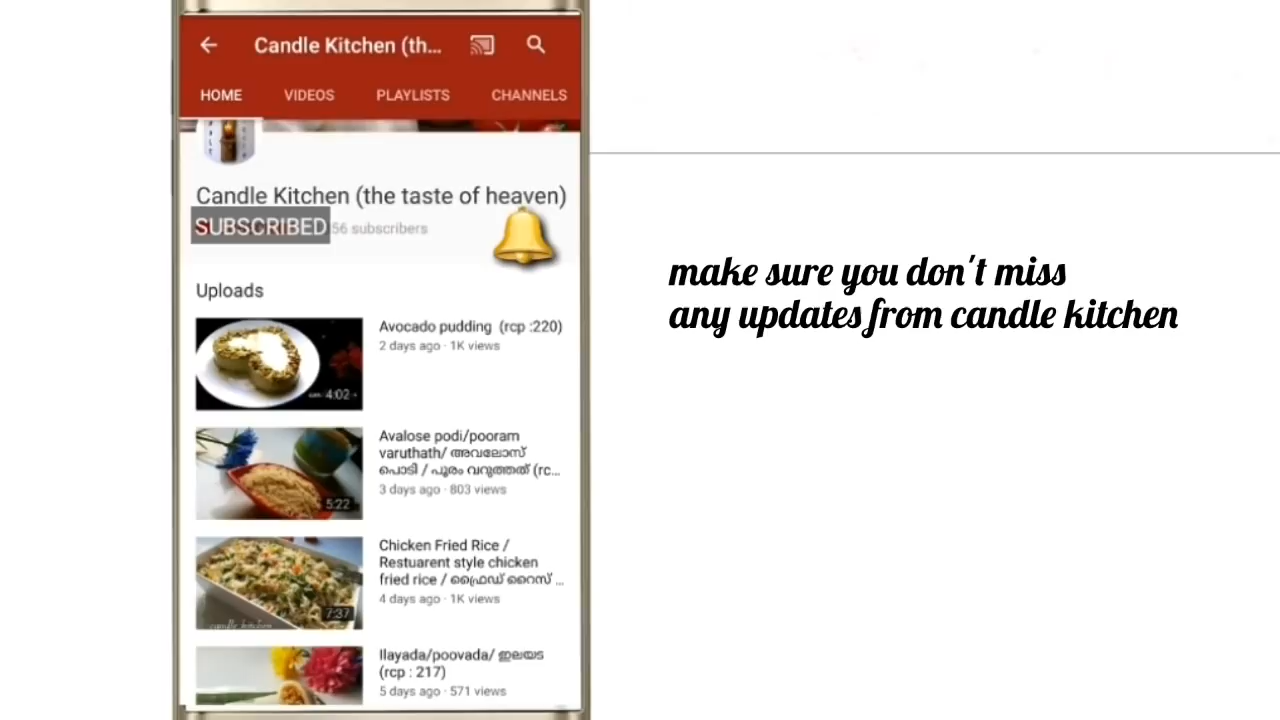 Candle Kitchen (th...
HOME VIDEOS PLAYLISTS CHANNELS
Candle Kitchen (the taste of heaven)
SUBSCRIBED 56 subscribers
Uploads
Avocado pudding (rcp :220)
2 days ago · 1K views
4:02
Avalose podi/pooram
varuthath/ അവലോസ്
പൊടി / പൂരം വറുത്തത് (rc...
3 days ago · 803 views
5:22
Chicken Fried Rice /
Restuarent style chicken
fried rice / ഫ്രൈഡ് റൈസ് ...
4 days ago · 1K views
7:37
candle kitchen
Ilayada/poovada/ ഇലയട
(rcp : 217)
5 days ago · 571 views
make sure you don't miss
any updates from candle kitchen